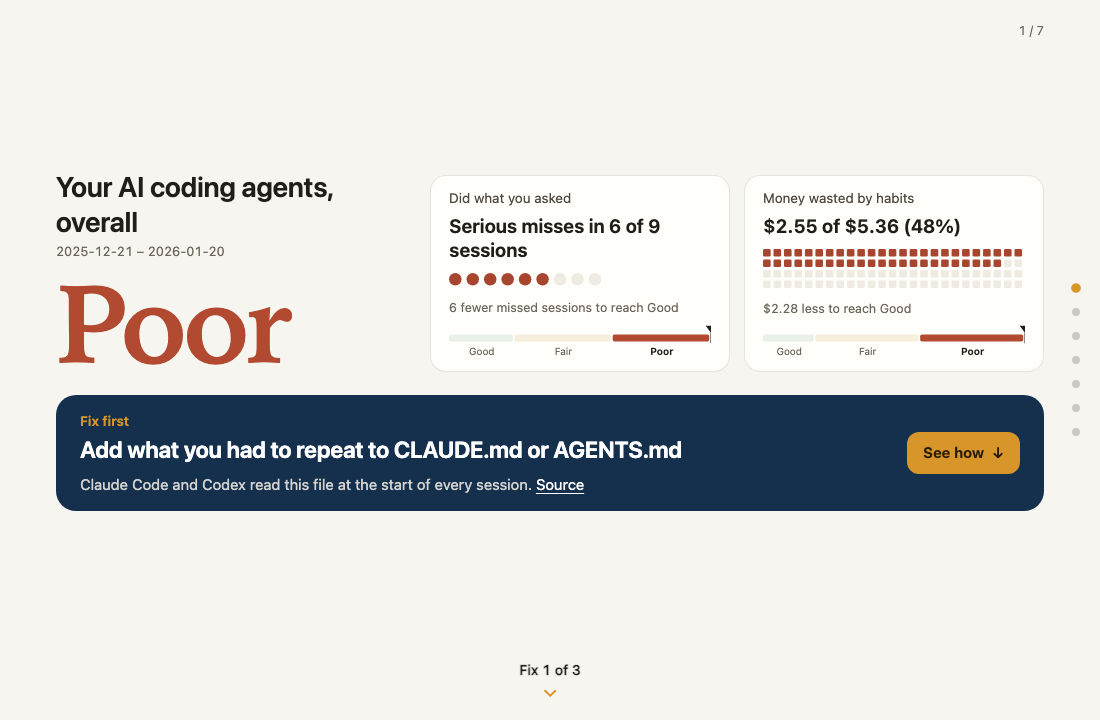 1 / 7
Your AI coding agents,
overall
2025-12-21 – 2026-01-20
Poor
Did what you asked
Serious misses in 6 of 9
sessions
6 fewer missed sessions to reach Good
Good Fair Poor
Money wasted by habits
$2.55 of $5.36 (48%)
$2.28 less to reach Good
Good Fair Poor
Fix first
Add what you had to repeat to CLAUDE.md or AGENTS.md
Claude Code and Codex read this file at the start of every session. Source
See how ↓
Fix 1 of 3